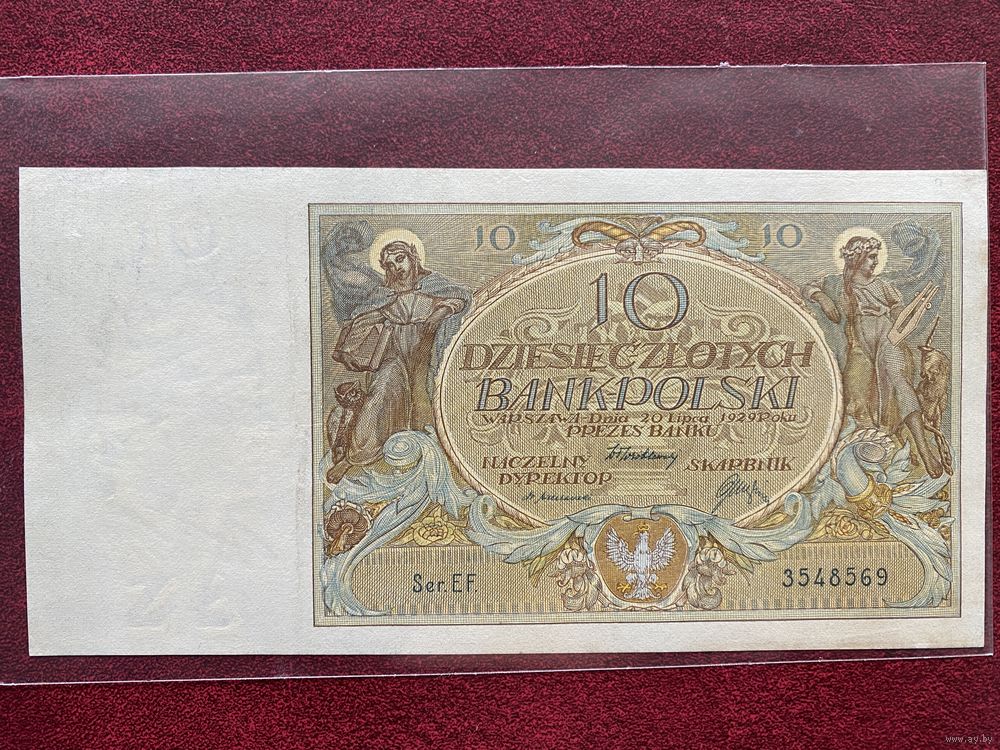 10 10
10
DZIESIĘĆ ZŁOTYCH
BANK POLSKI
WARSZAWA Dnia 20 Lipca 1929 Roku
PREZES BANKU
NACZELNY SKARBNIK
DYREKTOR
Ser. EF. 3548569
www.ay.by